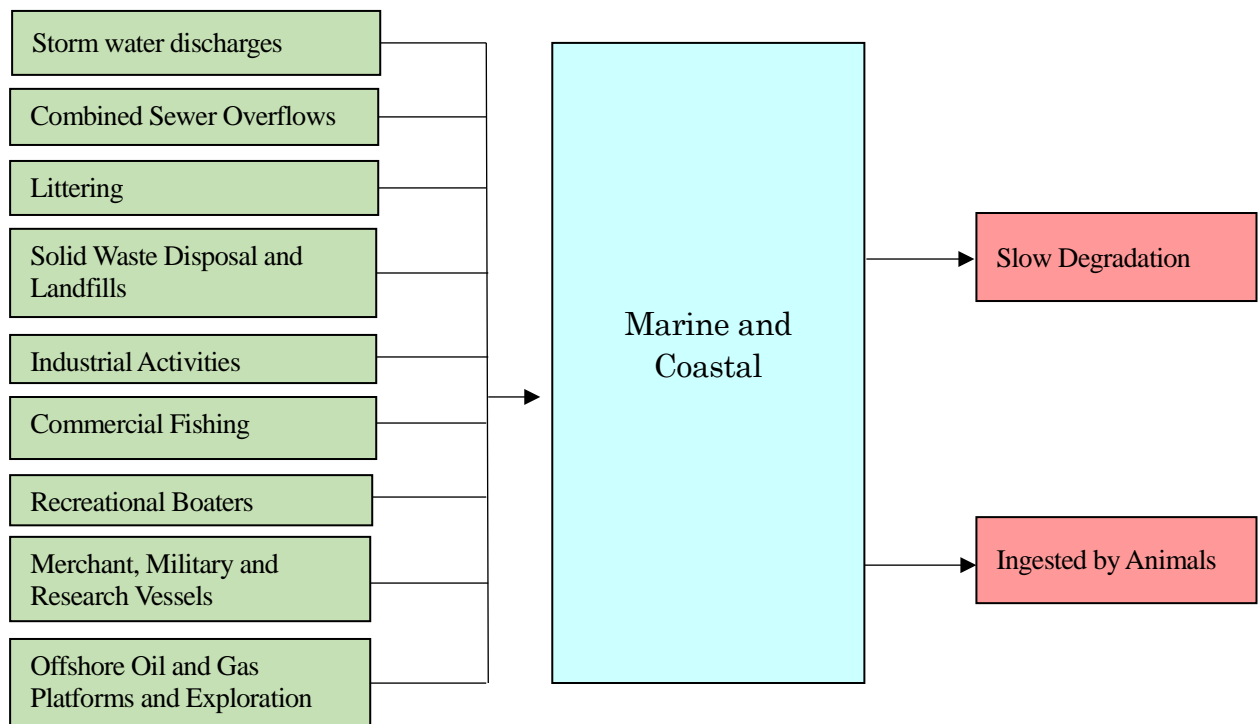 Storm water discharges
Combined Sewer Overflows
Littering
Solid Waste Disposal and
Landfills
Industrial Activities
Commercial Fishing
Recreational Boaters
Merchant, Military and
Research Vessels
Offshore Oil and Gas
Platforms and Exploration
Marine and
Coastal
Slow Degradation
Ingested by Animals